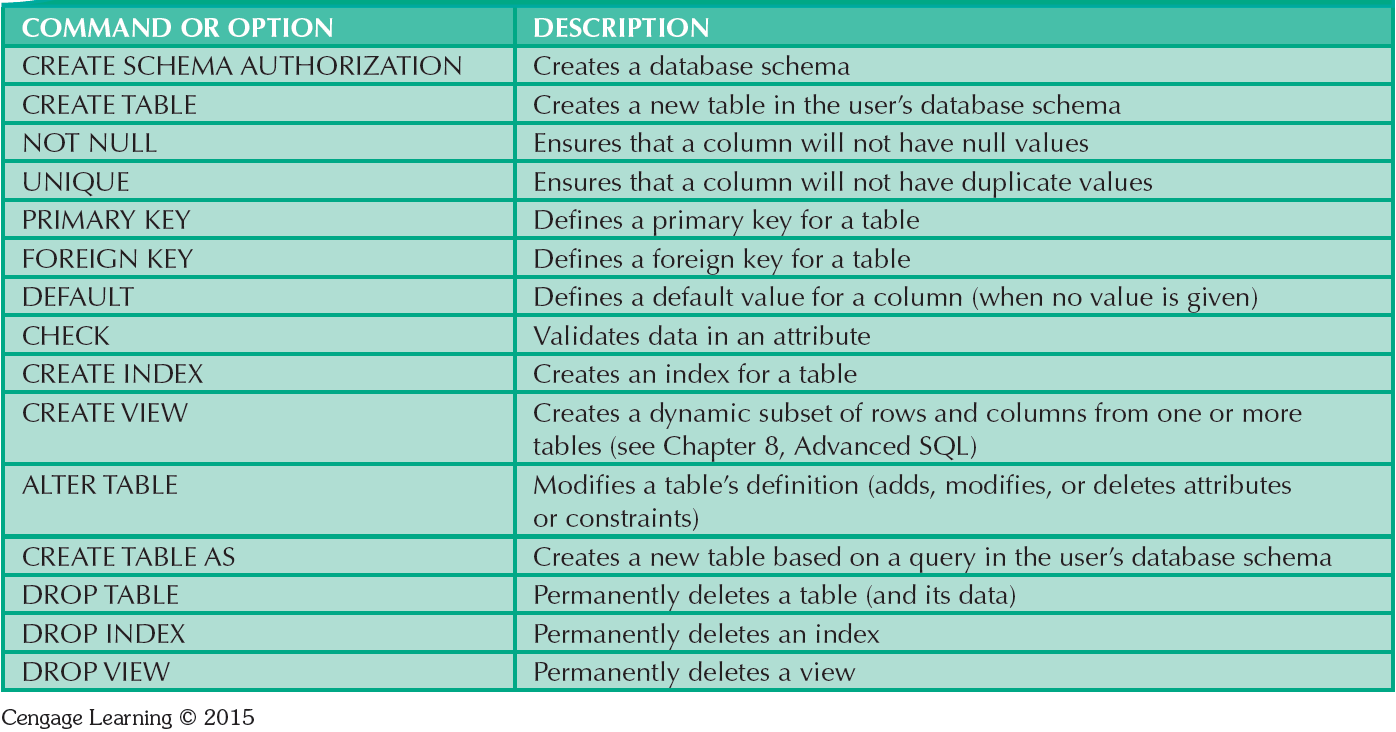 COMMAND OR OPTION DESCRIPTION
CREATE SCHEMA AUTHORIZATION Creates a database schema
CREATE TABLE Creates a new table in the user’s database schema
NOT NULL Ensures that a column will not have null values
UNIQUE Ensures that a column will not have duplicate values
PRIMARY KEY Defines a primary key for a table
FOREIGN KEY Defines a foreign key for a table
DEFAULT Defines a default value for a column (when no value is given)
CHECK Validates data in an attribute
CREATE INDEX Creates an index for a table
CREATE VIEW Creates a dynamic subset of rows and columns from one or more
tables (see Chapter 8, Advanced SQL)
ALTER TABLE Modifies a table’s definition (adds, modifies, or deletes attributes
or constraints)
CREATE TABLE AS Creates a new table based on a query in the user’s database schema
DROP TABLE Permanently deletes a table (and its data)
DROP INDEX Permanently deletes an index
DROP VIEW Permanently deletes a view
Cengage Learning © 2015